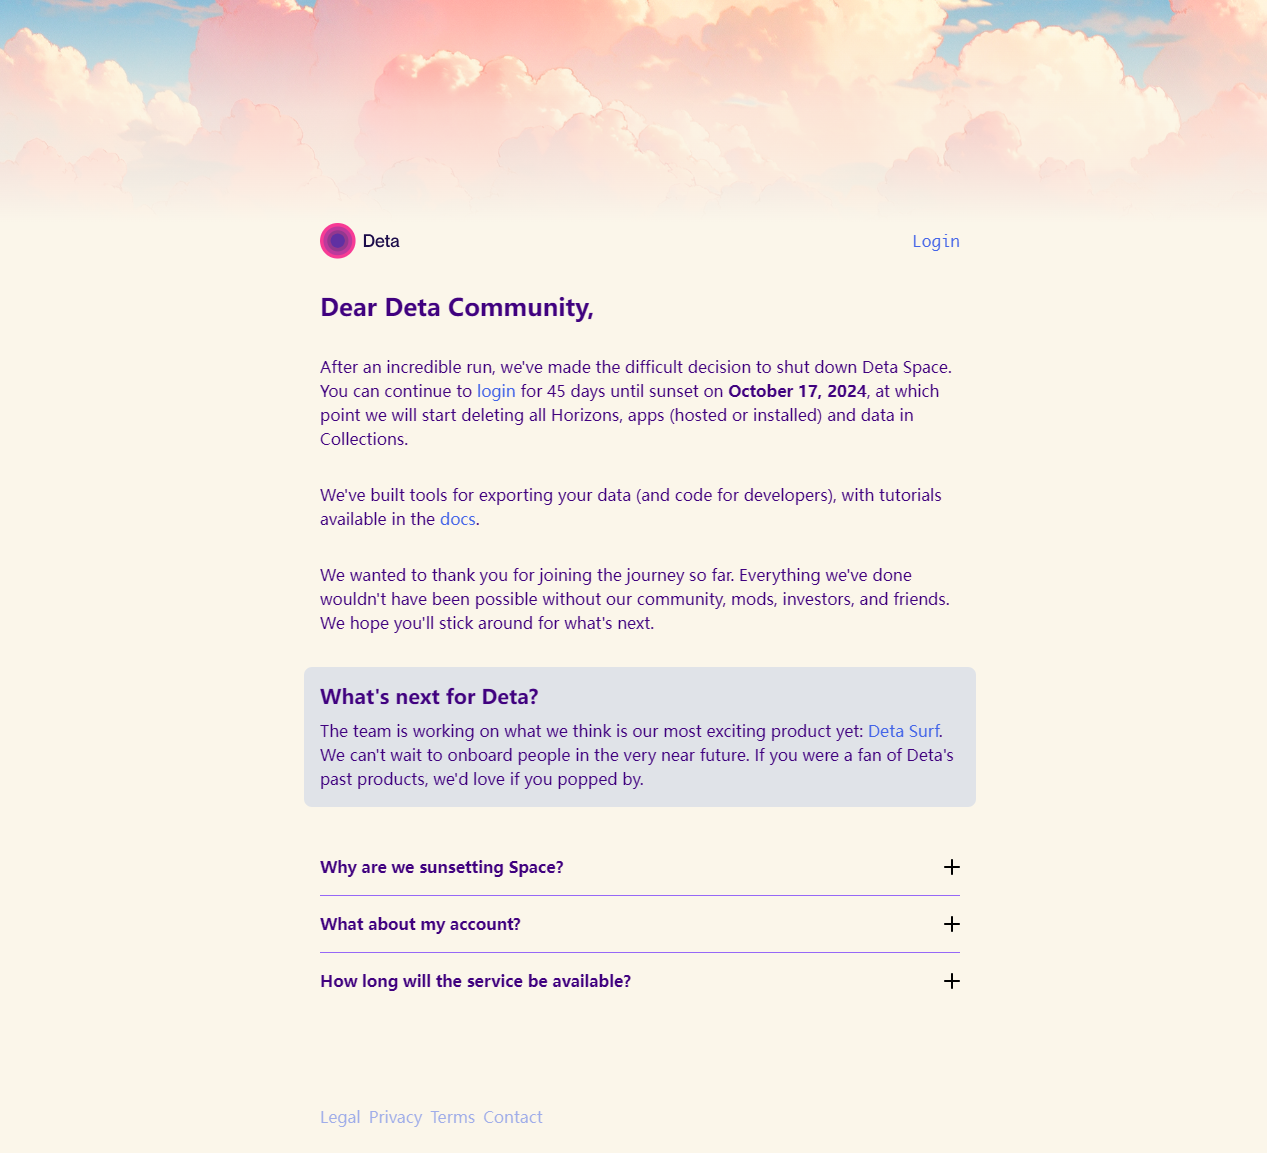 Deta
Login
Dear Deta Community,
After an incredible run, we've made the difficult decision to shut down Deta Space.
You can continue to login for 45 days until sunset on October 17, 2024, at which
point we will start deleting all Horizons, apps (hosted or installed) and data in
Collections.
We've built tools for exporting your data (and code for developers), with tutorials
available in the docs.
We wanted to thank you for joining the journey so far. Everything we've done
wouldn't have been possible without our community, mods, investors, and friends.
We hope you'll stick around for what's next.
What's next for Deta?
The team is working on what we think is our most exciting product yet: Deta Surf.
We can't wait to onboard people in the very near future. If you were a fan of Deta's
past products, we'd love if you popped by.
Why are we sunsetting Space?
What about my account?
How long will the service be available?
Legal Privacy Terms Contact